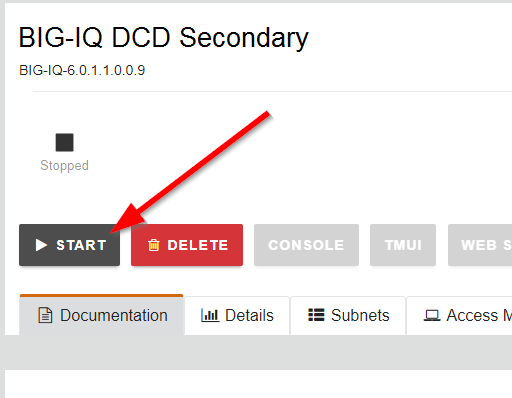 BIG-IQ DCD Secondary
BIG-IQ-6.0.1.1.0.0.9
Stopped
START DELETE CONSOLE TMUI WEB S
Documentation Details Subnets Access M